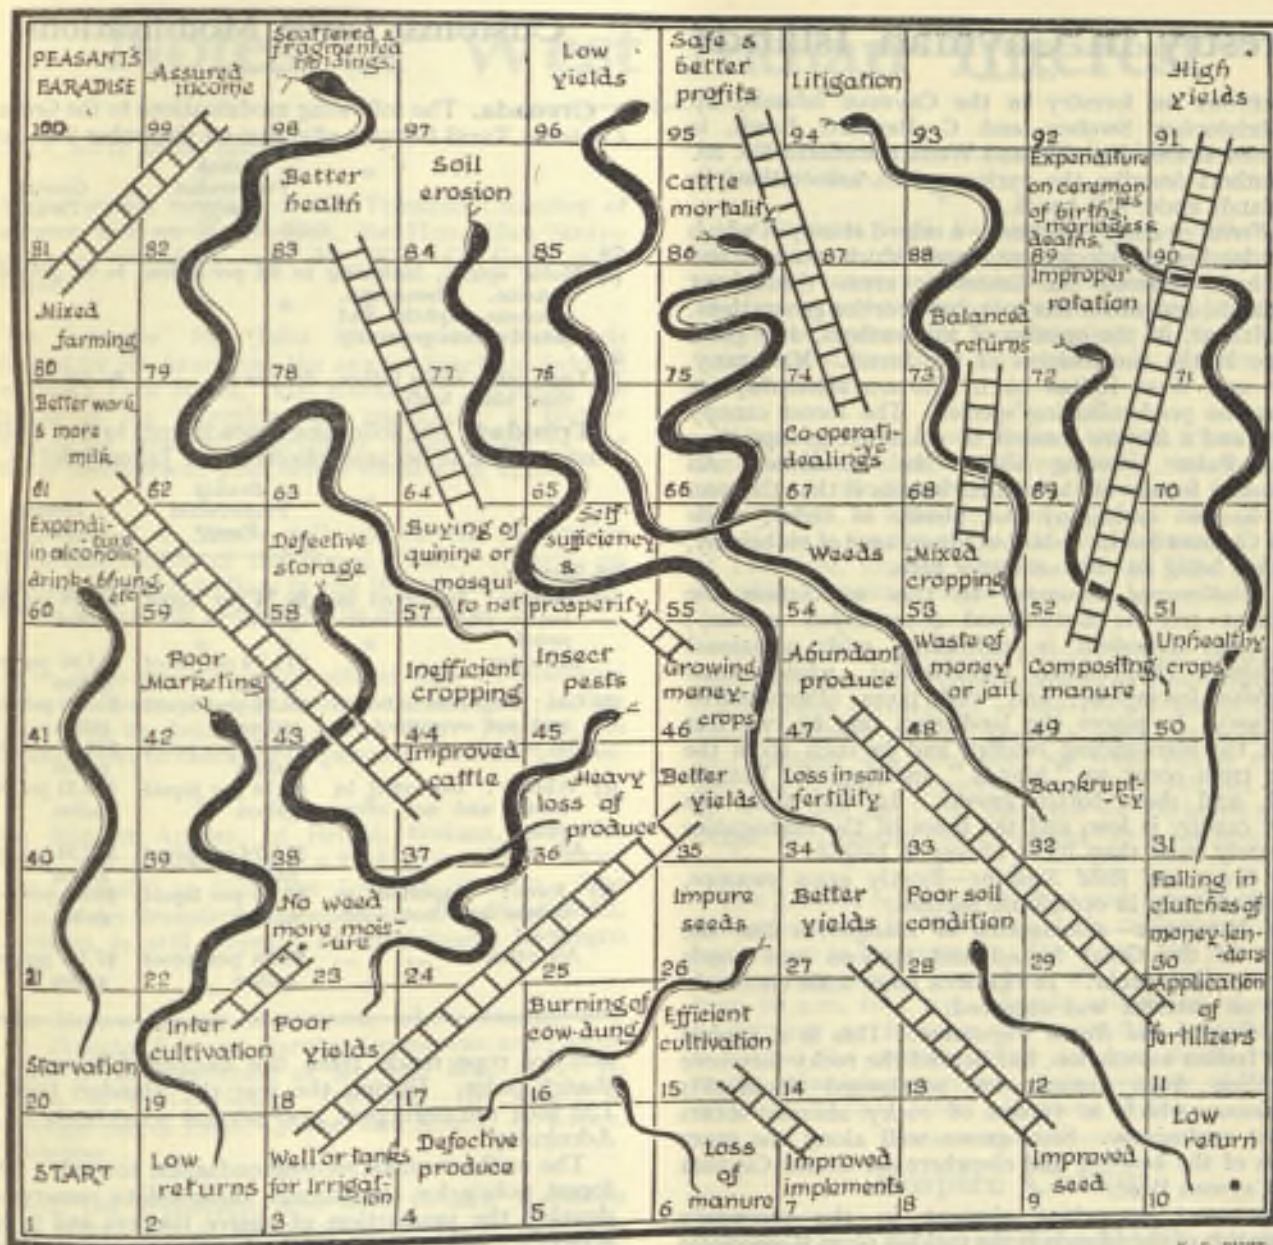 PEASANT'S
PARADISE
100
Assured
income
99
Scattered &
fragmented
holdings.
98
97
Low
yields
96
Safe &
better
profits
95
Litigation
94
93
92
High
yields
91
81
82
Better
health
83
Soil
erosion
84
85
Cattle
mortality
86
87
88
Expenditure
on ceremonies
of births,
mariages &
deaths.
89
90
Mixed
farming
80
79
78
77
76
75
74
Balanced
returns
73
Improper
rotation
72
71
Better work
& more
milk.
61
62
63
64
65
66
Co-operative
dealings
67
68
69
70
Expenditure
in alcoholic
drinks bhung,
etc.
60
59
Defective
storage
58
Buying of
quinine or
mosqui-
to net
57
Self
sufficiency
&
prosperity
55
Weeds
54
Mixed
cropping
53
52
51
41
Poor
Marketing
42
43
Inefficient
cropping
44
Insect
pests
45
Growing
money-
crops
46
Abundant
produce
47
Waste of
money
or jail
48
Composting
manure
49
Unhealthy
crops
50
40
39
38
Improved
cattle
37
Heavy
loss of
produce
36
Better
yields
35
Loss in soil
fertility
34
33
Bankrupt-
cy
32
31
21
22
No weed
more mois-
ure
23
24
25
Impure
seeds
26
Better
yields
27
Poor soil
condition
28
29
Falling in
clutches of
money-len-
ders
30
Starvation
20
Inter
cultivation
19
Poor
yields
18
17
Burning of
cow-dung
16
Efficient
cultivation
15
14
13
12
Application
of
fertilizers
11
START
1
Low
returns
2
Well or tanks
for Irrigat-
ion
3
Defective
produce
4
5
Loss
of
manure
6
Improved
implements
7
8
Improved
seed
9
Low
return
10